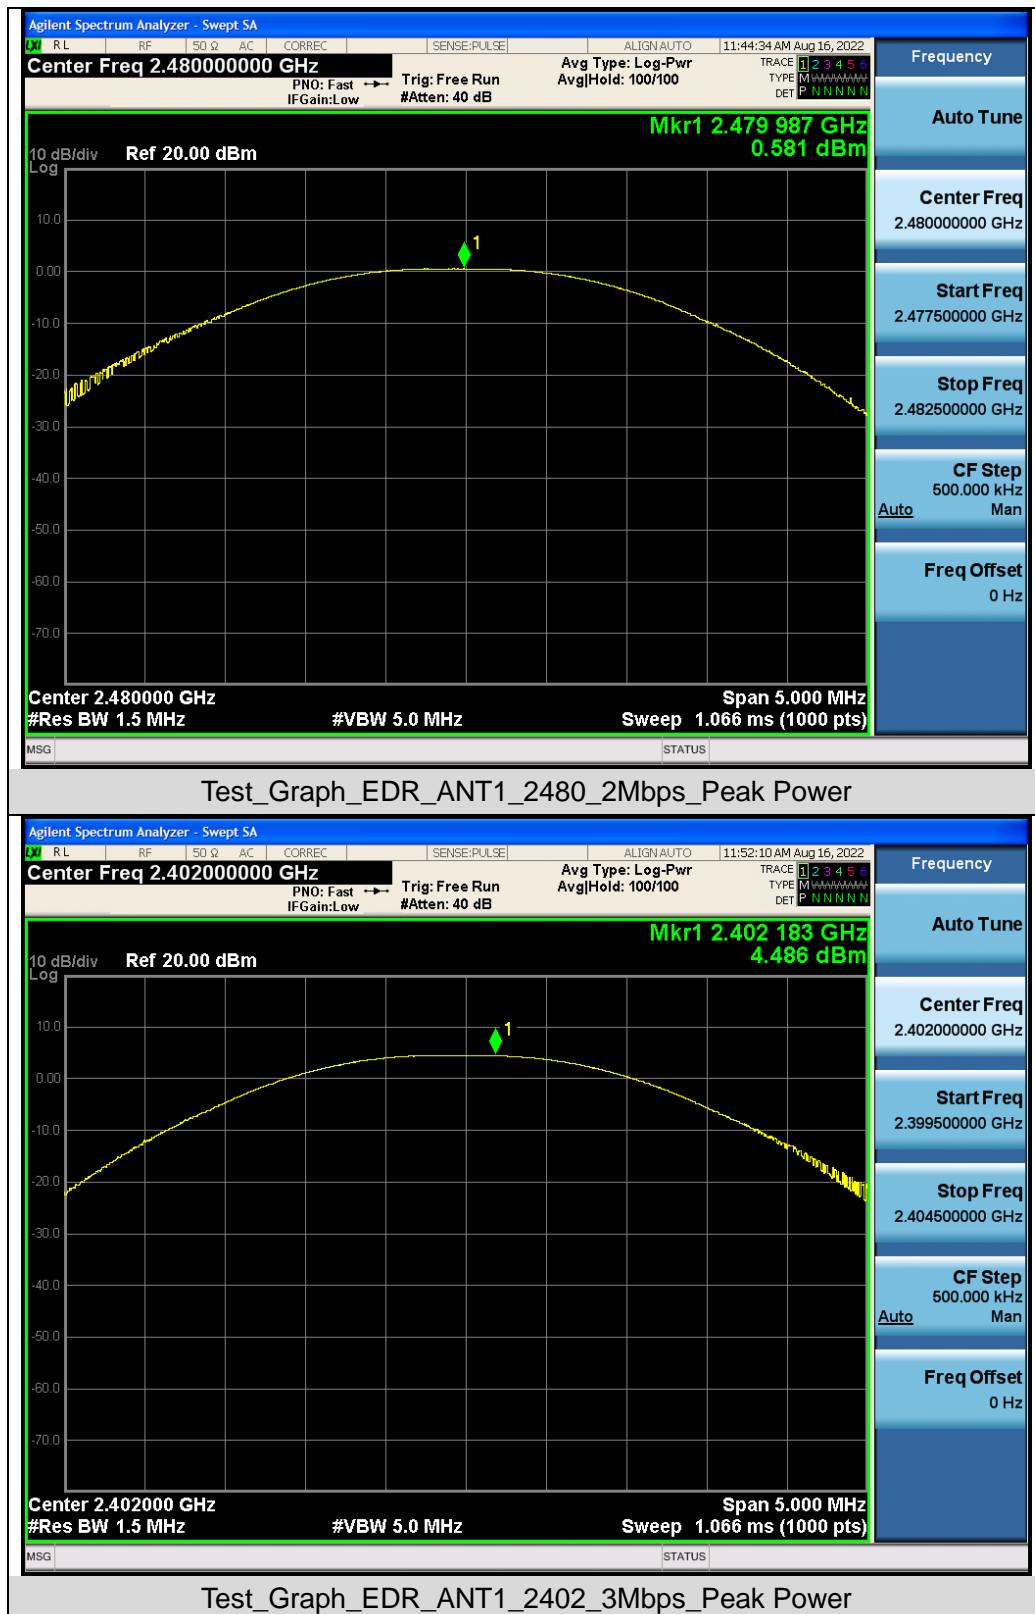 Agilent Spectrum Analyzer - Swept SA
LXI RL RF 50 Ω AC CORREC SENSE:PULSE ALIGN AUTO 11:44:34 AM Aug 16, 2022
Center Freq 2.480000000 GHz
PNO: Fast
IFGain:Low
Trig: Free Run
#Atten: 40 dB
Avg Type: Log-Pwr
Avg|Hold: 100/100
TRACE 1 2 3 4 5 6
TYPE M
DET P N N N N N
Mkr1 2.479 987 GHz
0.581 dBm
10 dB/div Ref 20.00 dBm
Log
10.0
1
0.00
-10.0
-20.0
-30.0
-40.0
-50.0
-60.0
-70.0
Center 2.480000 GHz Span 5.000 MHz
#Res BW 1.5 MHz #VBW 5.0 MHz Sweep 1.066 ms (1000 pts)
MSG STATUS
Frequency
Auto Tune
Center Freq
2.480000000 GHz
Start Freq
2.477500000 GHz
Stop Freq
2.482500000 GHz
CF Step
500.000 kHz
Auto Man
Freq Offset
0 Hz
Test_Graph_EDR_ANT1_2480_2Mbps_Peak Power
Agilent Spectrum Analyzer - Swept SA
LXI RL RF 50 Ω AC CORREC SENSE:PULSE ALIGN AUTO 11:52:10 AM Aug 16, 2022
Center Freq 2.402000000 GHz
PNO: Fast
IFGain:Low
Trig: Free Run
#Atten: 40 dB
Avg Type: Log-Pwr
Avg|Hold: 100/100
TRACE 1 2 3 4 5 6
TYPE M
DET P N N N N N
Mkr1 2.402 183 GHz
4.486 dBm
10 dB/div Ref 20.00 dBm
Log
10.0
1
0.00
-10.0
-20.0
-30.0
-40.0
-50.0
-60.0
-70.0
Center 2.402000 GHz Span 5.000 MHz
#Res BW 1.5 MHz #VBW 5.0 MHz Sweep 1.066 ms (1000 pts)
MSG STATUS
Frequency
Auto Tune
Center Freq
2.402000000 GHz
Start Freq
2.399500000 GHz
Stop Freq
2.404500000 GHz
CF Step
500.000 kHz
Auto Man
Freq Offset
0 Hz
Test_Graph_EDR_ANT1_2402_3Mbps_Peak Power